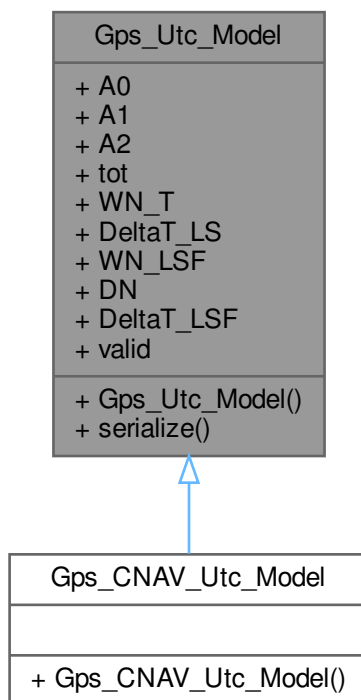 Gps_Utc_Model
+ A0
+ A1
+ A2
+ tot
+ WN_T
+ DeltaT_LS
+ WN_LSF
+ DN
+ DeltaT_LSF
+ valid
+ Gps_Utc_Model()
+ serialize()
Gps_CNAV_Utc_Model
+ Gps_CNAV_Utc_Model()